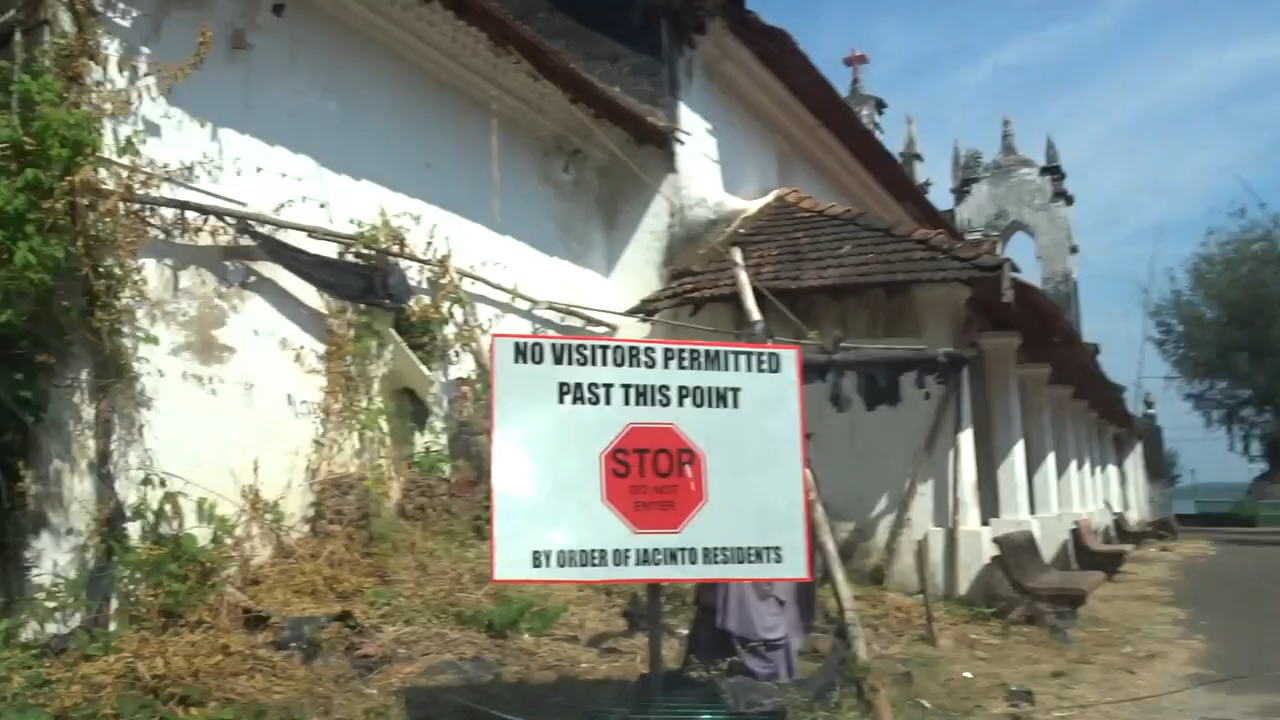 NO VISITORS PERMITTED
PAST THIS POINT
STOP
DO NOT
ENTER
BY ORDER OF JACINTO RESIDENTS